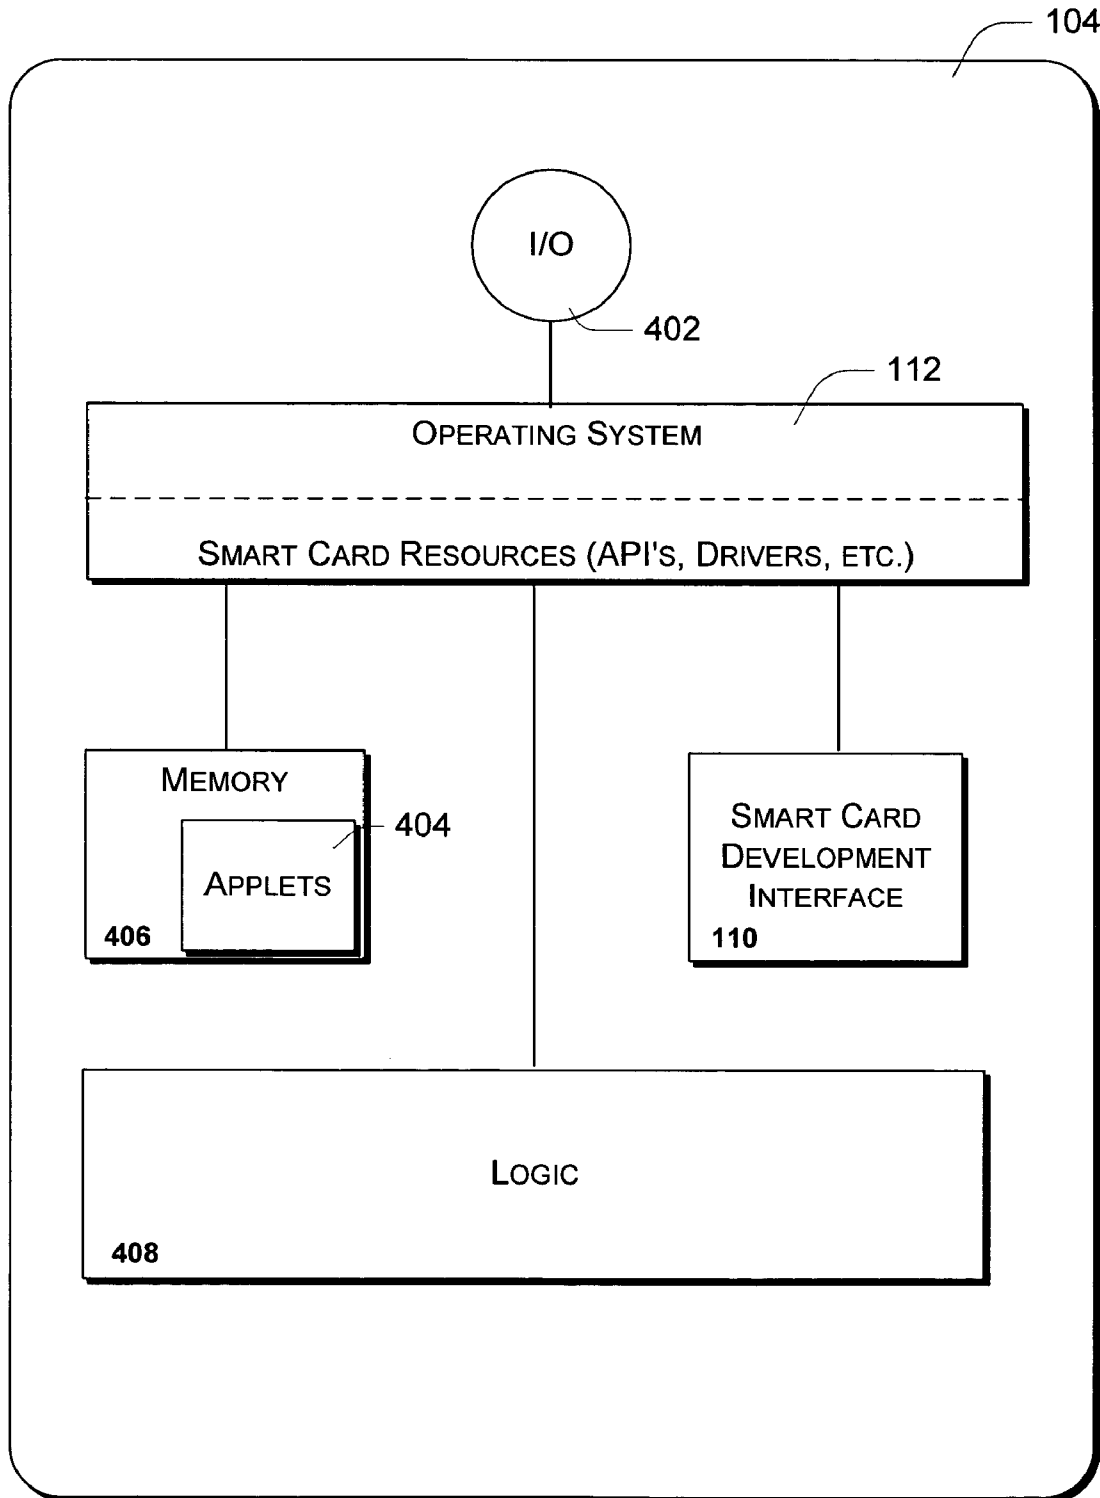 104
I/O
402
112
OPERATING SYSTEM
SMART CARD RESOURCES (API'S, DRIVERS, ETC.)
MEMORY
404
APPLETS
406
SMART CARD
DEVELOPMENT
INTERFACE
110
LOGIC
408